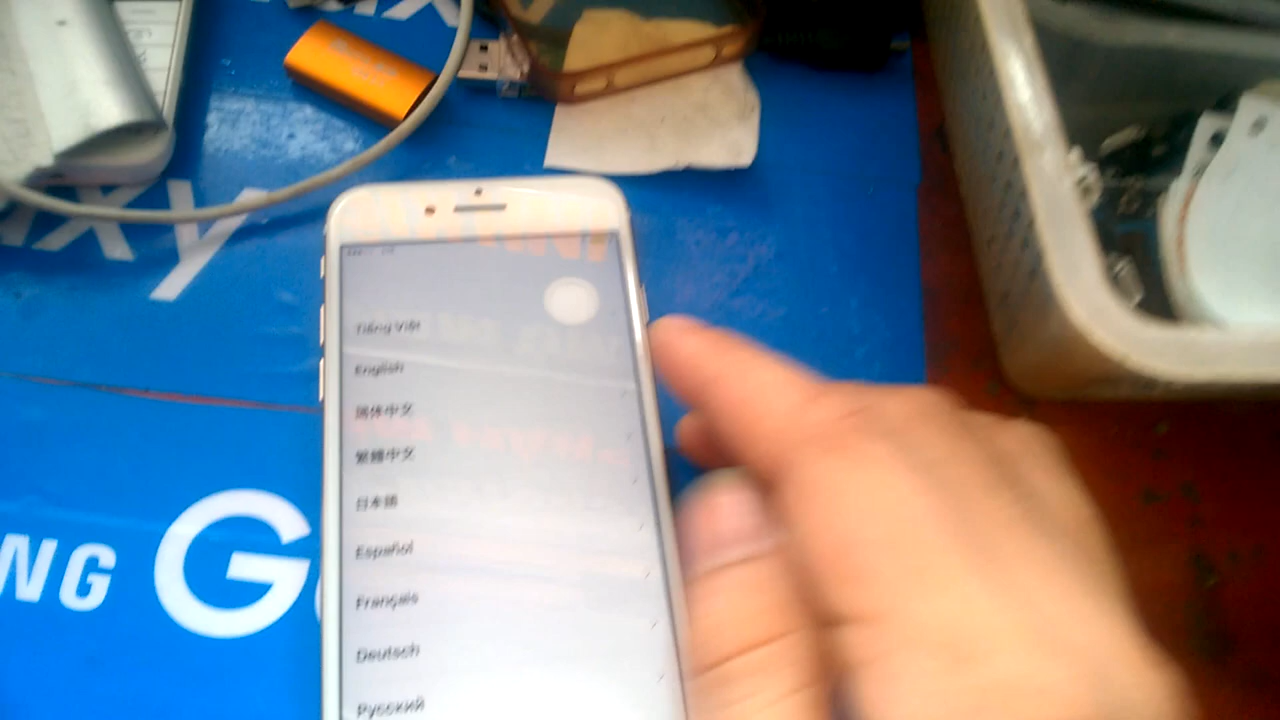 AXY
NG G
Tiếng Việt
English
简体中文
繁體中文
日本語
Español
Français
Deutsch
Русский